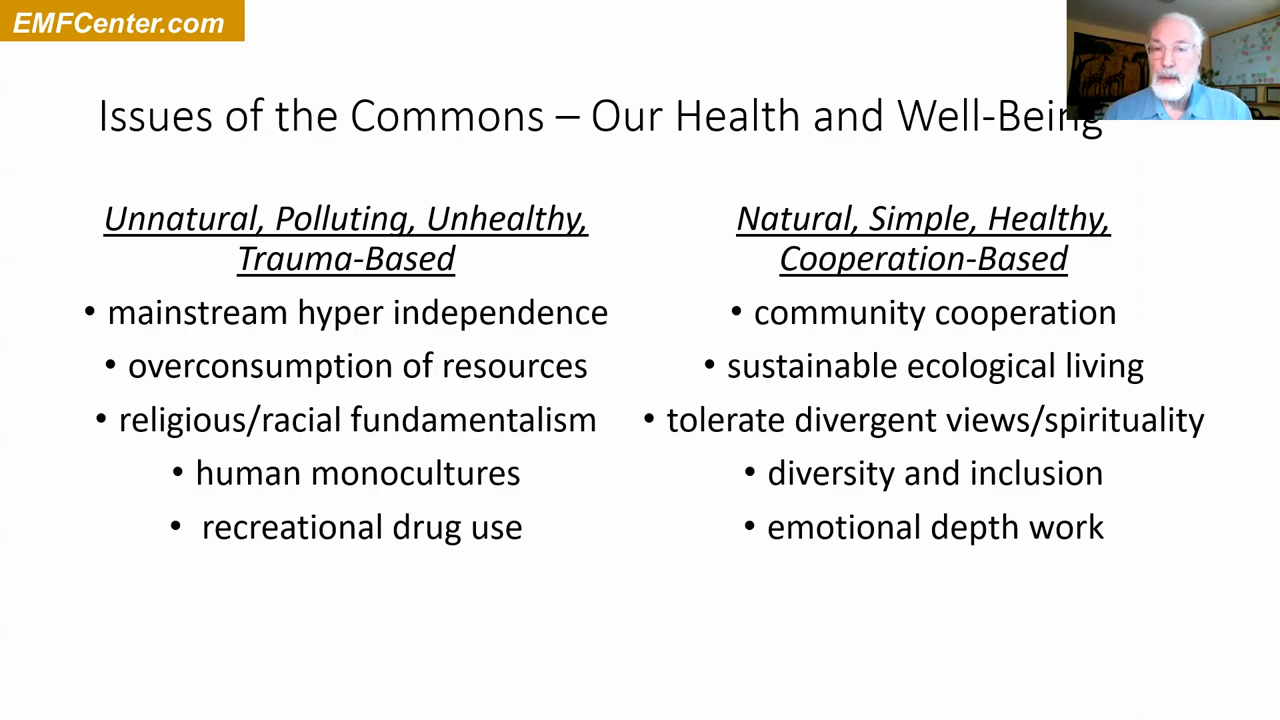 EMFCenter.com
Issues of the Commons – Our Health and Well-Being
Unnatural, Polluting, Unhealthy,
Trauma-Based
• mainstream hyper independence
• overconsumption of resources
• religious/racial fundamentalism
• human monocultures
• recreational drug use
Natural, Simple, Healthy,
Cooperation-Based
• community cooperation
• sustainable ecological living
• tolerate divergent views/spirituality
• diversity and inclusion
• emotional depth work